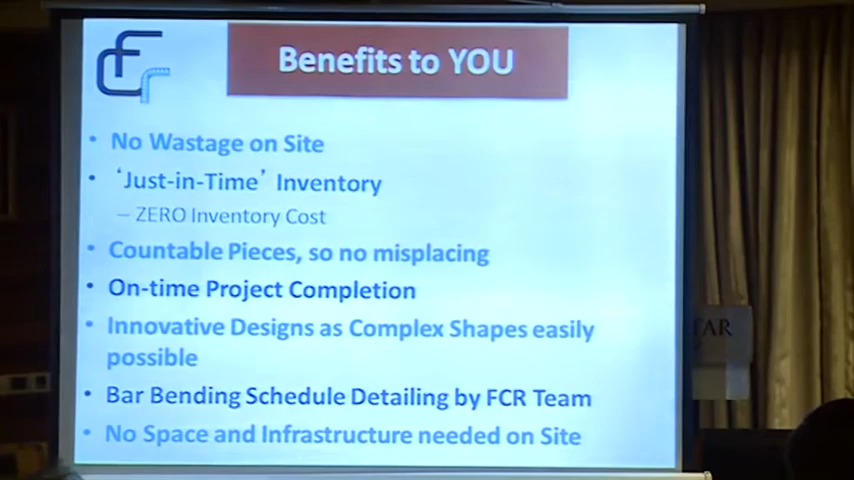 Benefits to YOU
• No Wastage on Site
• 'Just-in-Time' Inventory
– ZERO Inventory Cost
• Countable Pieces, so no misplacing
• On-time Project Completion
• Innovative Designs as Complex Shapes easily
possible
• Bar Bending Schedule Detailing by FCR Team
• No Space and Infrastructure needed on Site
TAR